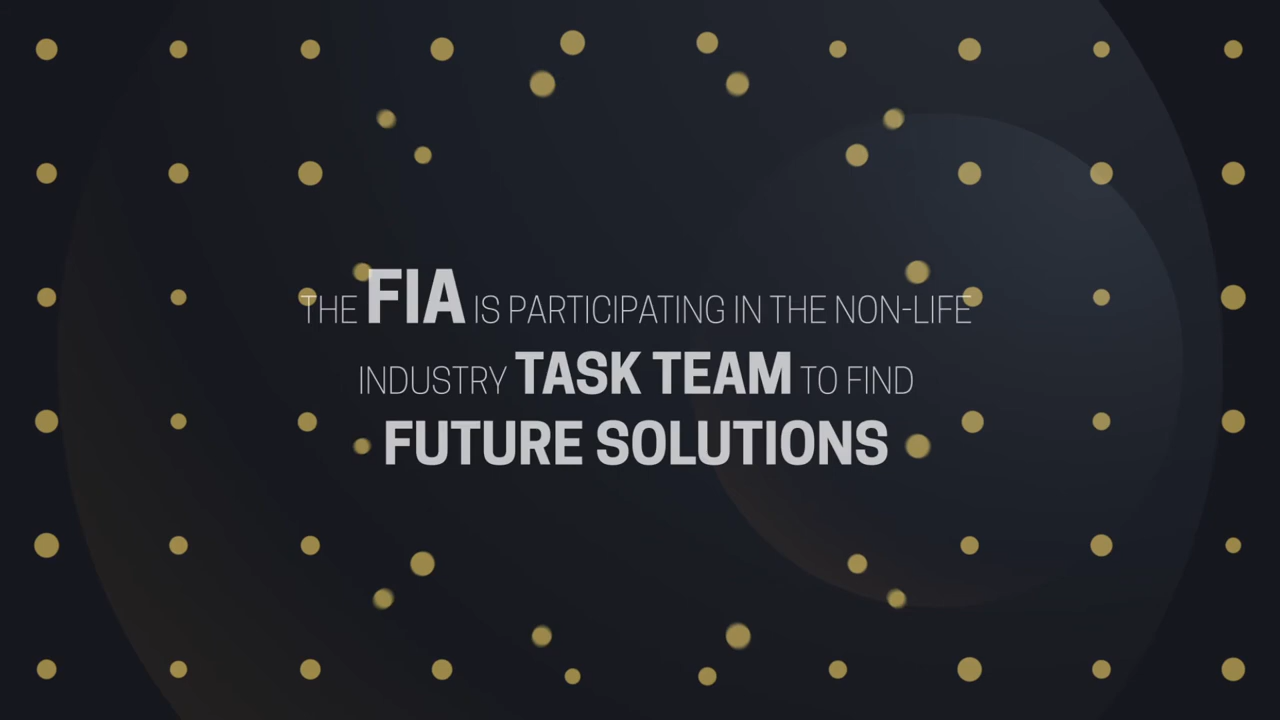 THE FIA IS PARTICIPATING IN THE NON-LIFE
INDUSTRY TASK TEAM TO FIND
FUTURE SOLUTIONS